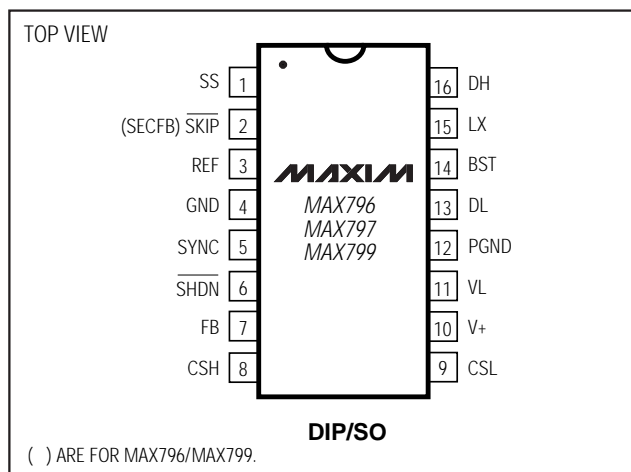 TOP VIEW
SS 1
(SECFB) SKIP 2
REF 3
GND 4
SYNC 5
SHDN 6
FB 7
CSH 8
MAXIM
MAX796
MAX797
MAX799
16 DH
15 LX
14 BST
13 DL
12 PGND
11 VL
10 V+
9 CSL
DIP/SO
( ) ARE FOR MAX796/MAX799.